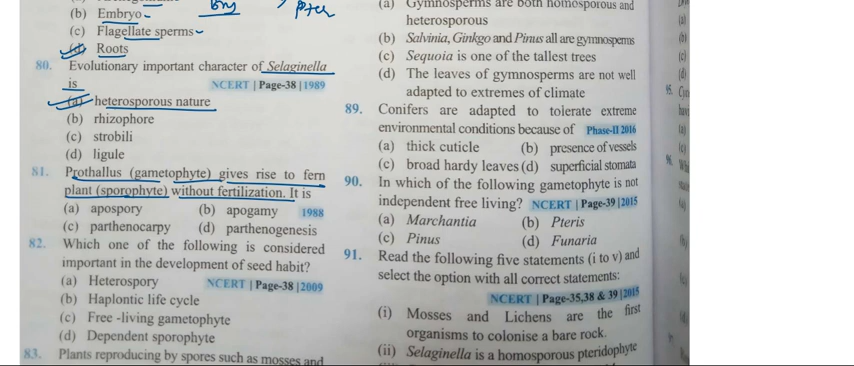 (b) Embryo
(c) Flagellate sperms
(d) Roots
80. Evolutionary important character of Selaginella
is NCERT | Page-38 | 1989
(a) heterosporous nature
(b) rhizophore
(c) strobili
(d) ligule
81. Prothallus (gametophyte) gives rise to fern
plant (sporophyte) without fertilization. It is
(a) apospory (b) apogamy 1988
(c) parthenocarpy (d) parthenogenesis
82. Which one of the following is considered
important in the development of seed habit?
(a) Heterospory NCERT | Page-38 | 2009
(b) Haplontic life cycle
(c) Free -living gametophyte
(d) Dependent sporophyte
83. Plants reproducing by spores such as mosses and
(a) Gymnosperms are both homosporous and
heterosporous
(b) Salvinia, Ginkgo and Pinus all are gymnosperms
(c) Sequoia is one of the tallest trees
(d) The leaves of gymnosperms are not well
adapted to extremes of climate
89. Conifers are adapted to tolerate extreme
environmental conditions because of Phase-II 2016
(a) thick cuticle (b) presence of vessels
(c) broad hardy leaves (d) superficial stomata
90. In which of the following gametophyte is not
independent free living? NCERT | Page-39 | 2015
(a) Marchantia (b) Pteris
(c) Pinus (d) Funaria
91. Read the following five statements (i to v) and
select the option with all correct statements:
NCERT | Page-35,38 & 39 | 2015
(i) Mosses and Lichens are the first
organisms to colonise a bare rock.
(ii) Selaginella is a homosporous pteridophyte